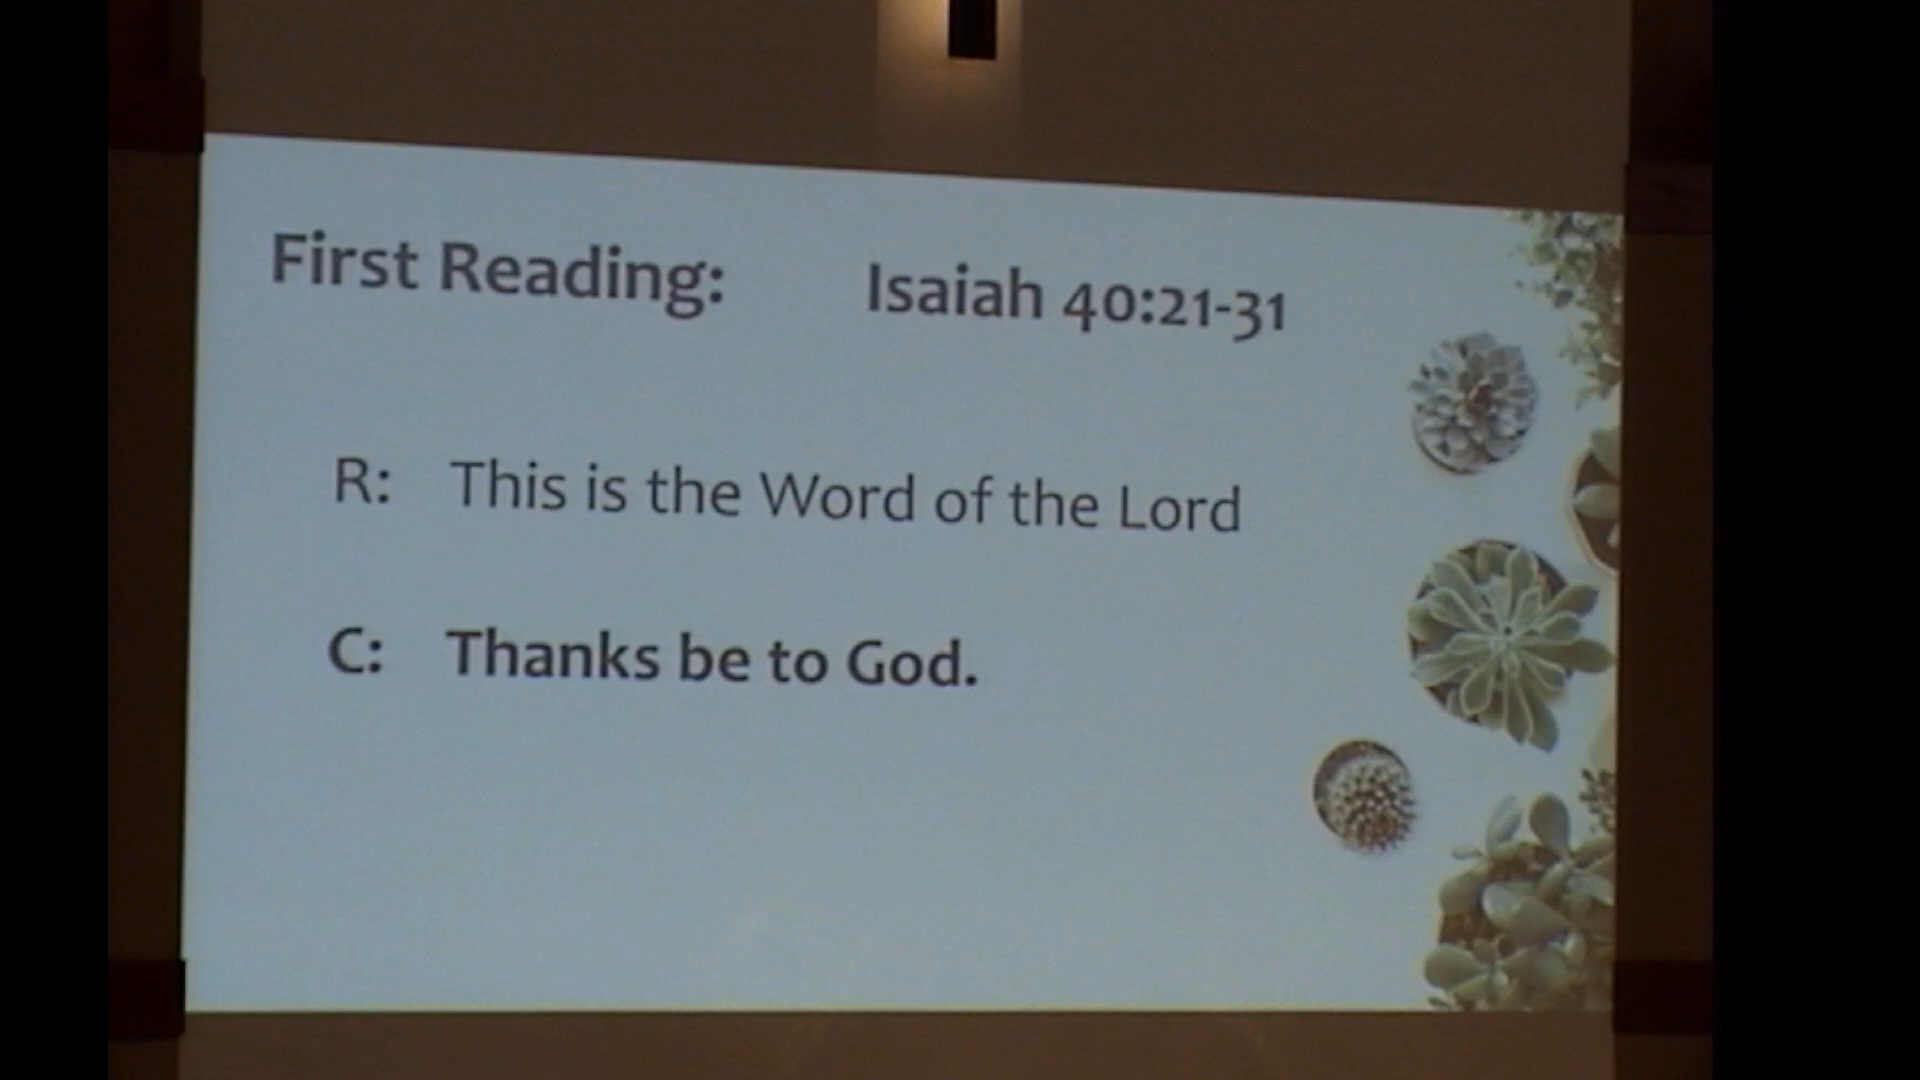 First Reading: Isaiah 40:21-31
R: This is the Word of the Lord
C: Thanks be to God.